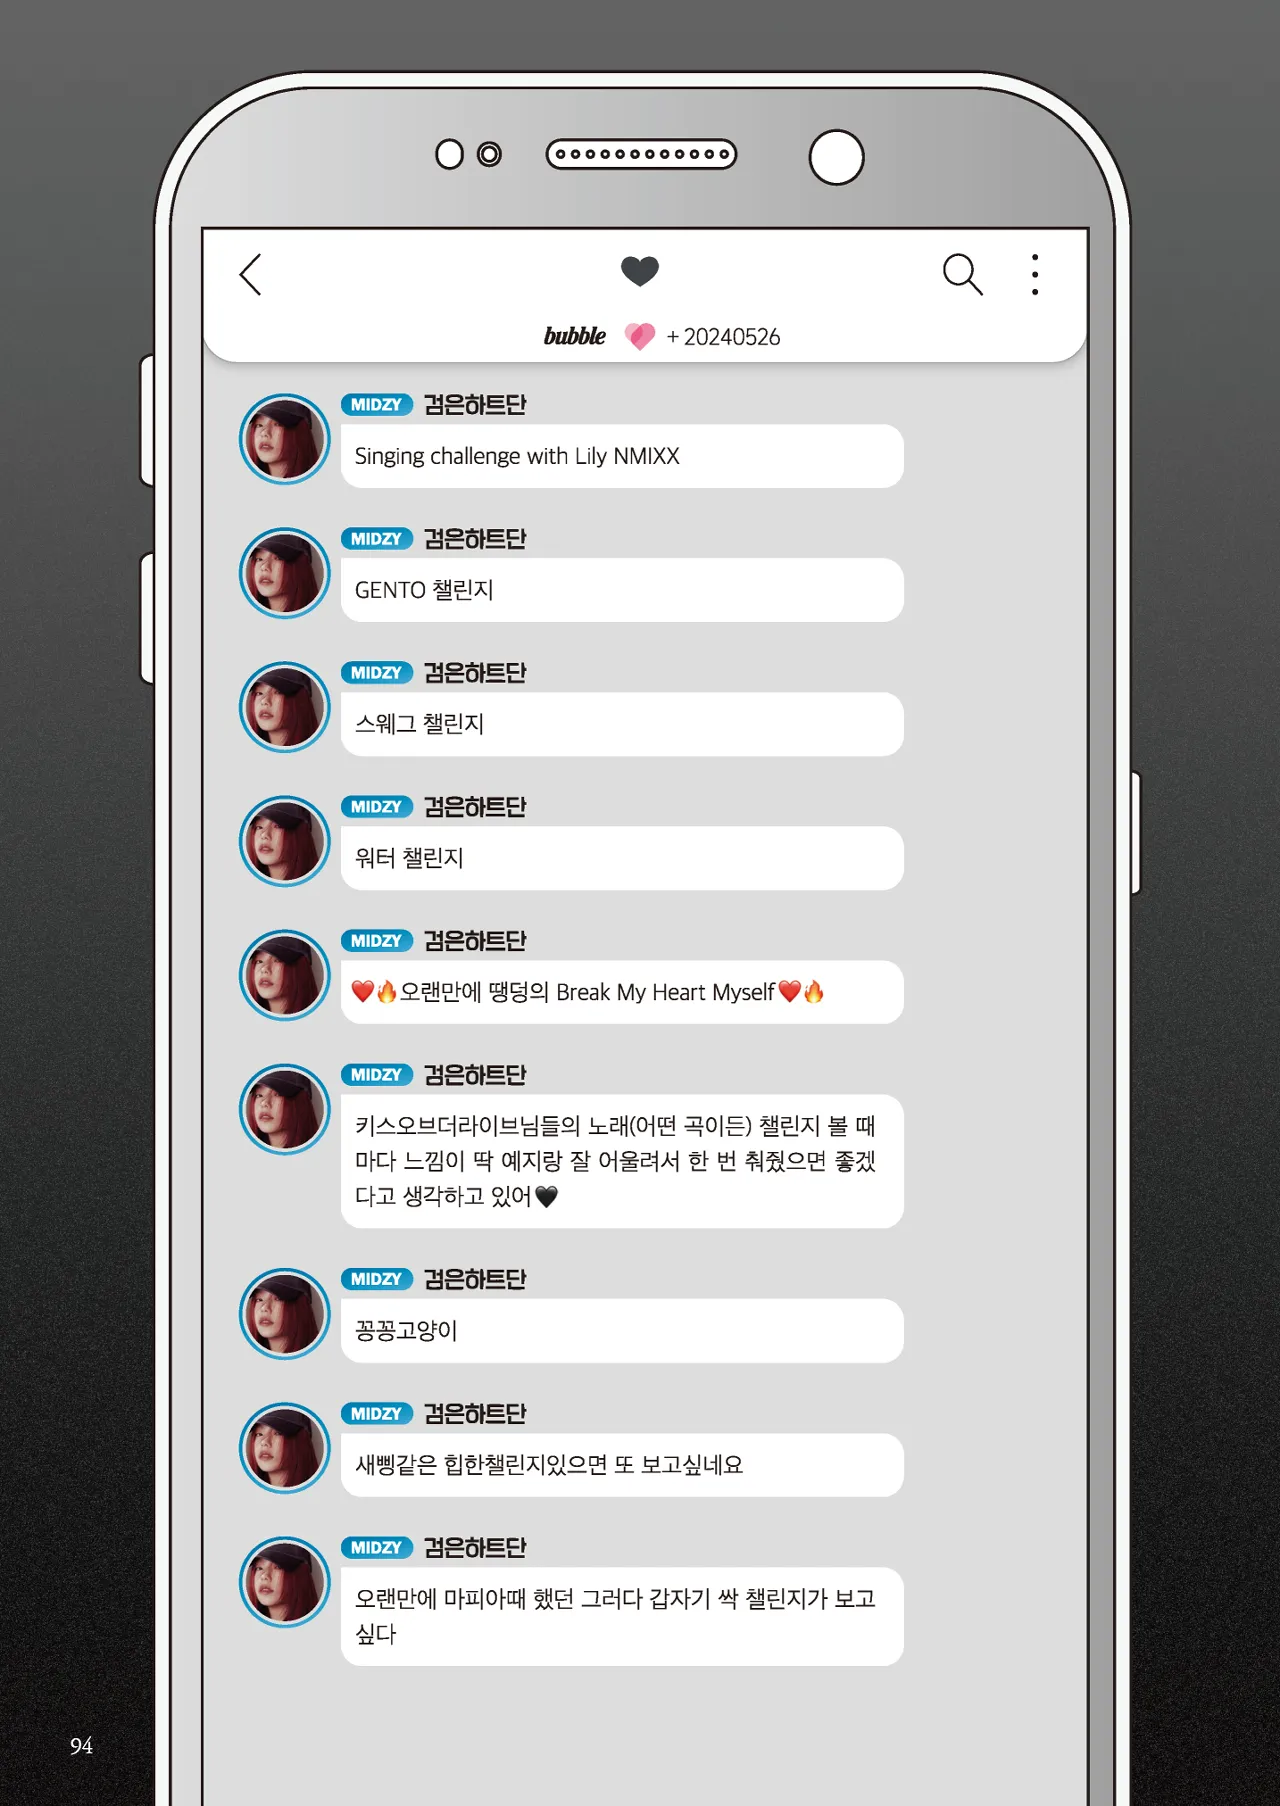 bubble + 20240526
MIDZY 검은하트단
Singing challenge with Lily NMIXX
MIDZY 검은하트단
GENTO 챌린지
MIDZY 검은하트단
스웨그 챌린지
MIDZY 검은하트단
워터 챌린지
MIDZY 검은하트단
❤️🔥오랜만에 땡덩의 Break My Heart Myself❤️🔥
MIDZY 검은하트단
키스오브더라이브님들의 노래(어떤 곡이든) 챌린지 볼 때
마다 느낌이 딱 예지랑 잘 어울려서 한 번 춰줬으면 좋겠
다고 생각하고 있어🖤
MIDZY 검은하트단
꽁꽁고양이
MIDZY 검은하트단
새삥같은 힙한챌린지있으면 또 보고싶네요
MIDZY 검은하트단
오랜만에 마피아때 했던 그러다 갑자기 싹 챌린지가 보고
싶다
94